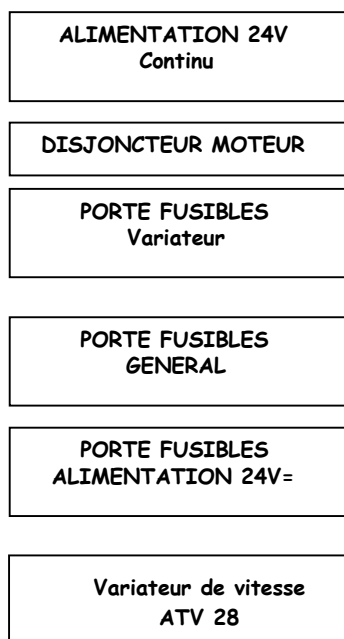 ALIMENTATION 24V
Continu
DISJONCTEUR MOTEUR
PORTE FUSIBLES
Variateur
PORTE FUSIBLES
GENERAL
PORTE FUSIBLES
ALIMENTATION 24V=
Variateur de vitesse
ATV 28